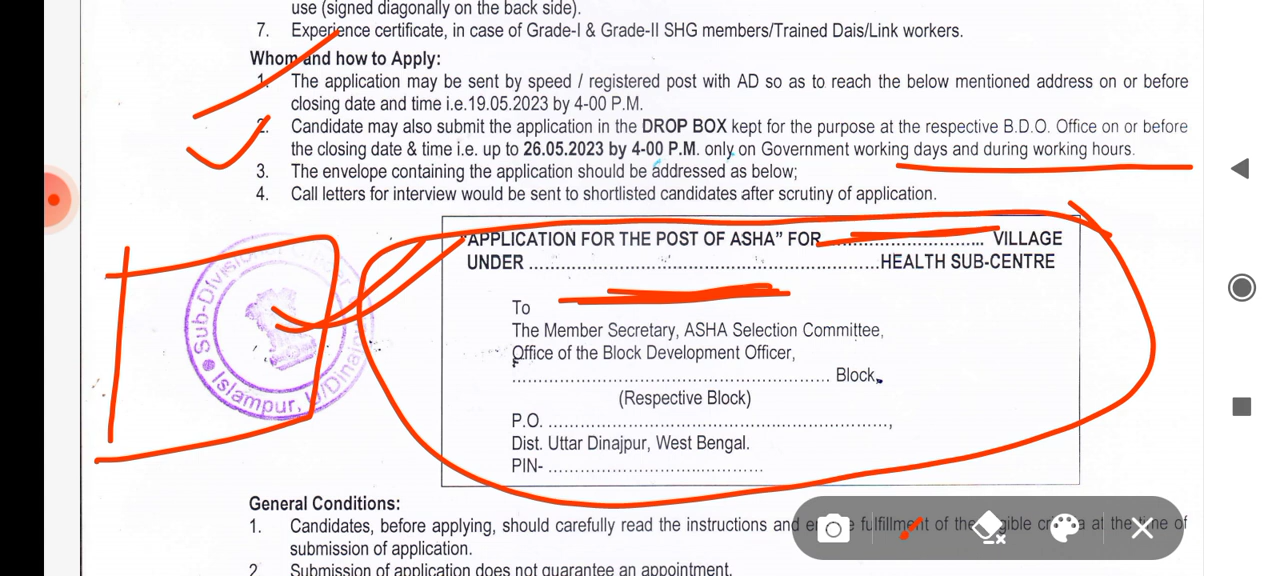 use (signed diagonally on the back side).
7. Experience certificate, in case of Grade-I & Grade-II SHG members/Trained Dais/Link workers.
Whom and how to Apply:
1. The application may be sent by speed / registered post with AD so as to reach the below mentioned address on or before
closing date and time i.e.19.05.2023 by 4-00 P.M.
2. Candidate may also submit the application in the DROP BOX kept for the purpose at the respective B.D.O. Office on or before
the closing date & time i.e. up to 26.05.2023 by 4-00 P.M. only on Government working days and during working hours.
3. The envelope containing the application should be addressed as below;
4. Call letters for interview would be sent to shortlisted candidates after scrutiny of application.
"APPLICATION FOR THE POST OF ASHA" FOR.............................. VILLAGE
UNDER ................................................................HEALTH SUB-CENTRE
To
The Member Secretary, ASHA Selection Committee,
Office of the Block Development Officer,
.......................................................... Block,
(Respective Block)
P.O. ..............................................................,
Dist. Uttar Dinajpur, West Bengal.
PIN- .......................................
Sub-Divisi
Islampur, U/Dinajpur
General Conditions:
1. Candidates, before applying, should carefully read the instructions and fulfillment of the at the time of
submission of application.
2. Submission of application does not guarantee an appointment.